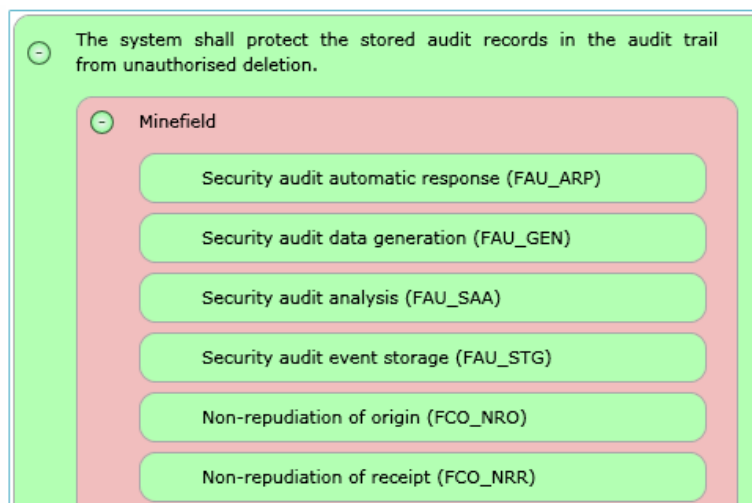 The system shall protect the stored audit records in the audit trail
from unauthorised deletion.
Minefield
Security audit automatic response (FAU_ARP)
Security audit data generation (FAU_GEN)
Security audit analysis (FAU_SAA)
Security audit event storage (FAU_STG)
Non-repudiation of origin (FCO_NRO)
Non-repudiation of receipt (FCO_NRR)